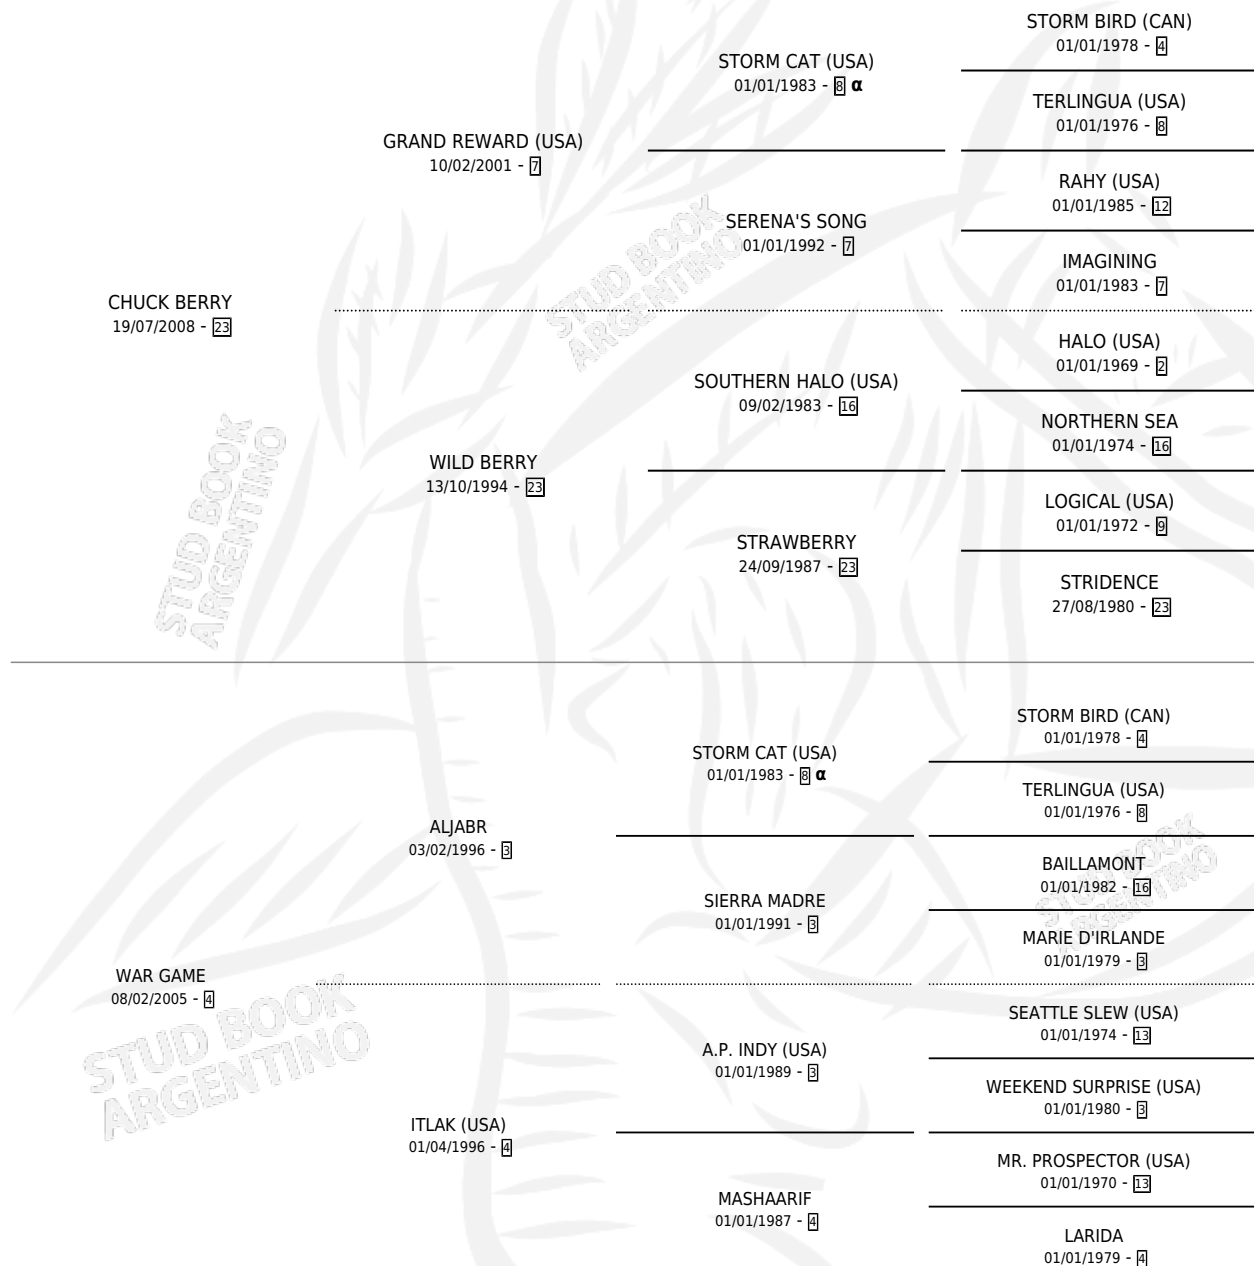 STORM BIRD (CAN)
01/01/1978 - 4
STORM CAT (USA)
01/01/1983 - 8 α
TERLINGUA (USA)
01/01/1976 - 8
GRAND REWARD (USA)
10/02/2001 - 7
RAHY (USA)
01/01/1985 - 12
SERENA'S SONG
01/01/1992 - 7
IMAGINING
01/01/1983 - 7
CHUCK BERRY
19/07/2008 - 23
HALO (USA)
01/01/1969 - 2
SOUTHERN HALO (USA)
09/02/1983 - 16
NORTHERN SEA
01/01/1974 - 16
WILD BERRY
13/10/1994 - 23
LOGICAL (USA)
01/01/1972 - 9
STRAWBERRY
24/09/1987 - 23
STRIDENCE
27/08/1980 - 23
STORM BIRD (CAN)
01/01/1978 - 4
STORM CAT (USA)
01/01/1983 - 8 α
TERLINGUA (USA)
01/01/1976 - 8
ALJABR
03/02/1996 - 3
BAILLAMONT
01/01/1982 - 16
SIERRA MADRE
01/01/1991 - 3
MARIE D'IRLANDE
01/01/1979 - 3
WAR GAME
08/02/2005 - 4
SEATTLE SLEW (USA)
01/01/1974 - 13
A.P. INDY (USA)
01/01/1989 - 3
WEEKEND SURPRISE (USA)
01/01/1980 - 3
ITLAK (USA)
01/04/1996 - 4
MR. PROSPECTOR (USA)
01/01/1970 - 13
MASHAARIF
01/01/1987 - 4
LARIDA
01/01/1979 - 4
STUD BOOK
ARGENTINO
STUD BOOK
ARGENTINO
STUD BOOK
ARGENTINO
STUD BOOK
ARGENTINO